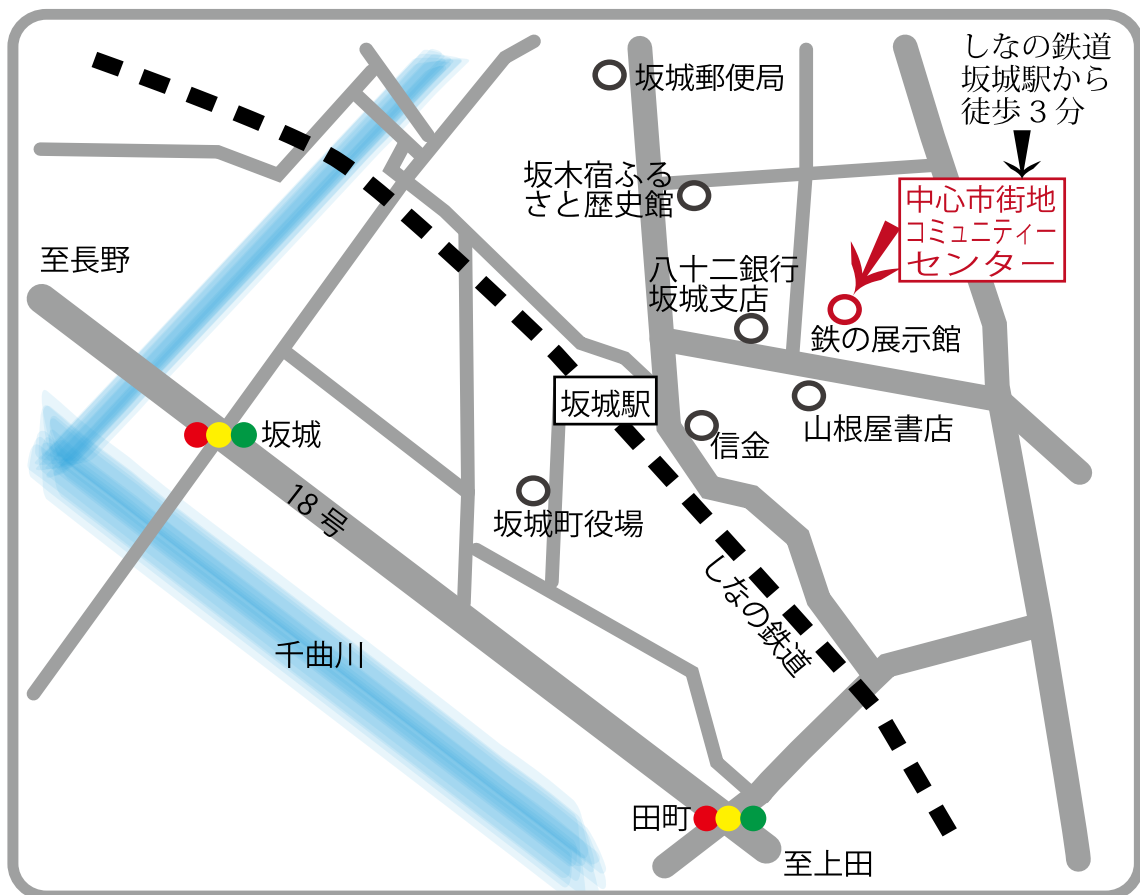 しなの鉄道
坂城駅から
徒歩３分
坂城郵便局
坂木宿ふる
さと歴史館
中心市街地
コミュニティー
センター
至長野
八十二銀行
坂城支店
鉄の展示館
坂城駅
山根屋書店
信金
坂城
18号
坂城町役場
しなの鉄道
千曲川
田町
至上田